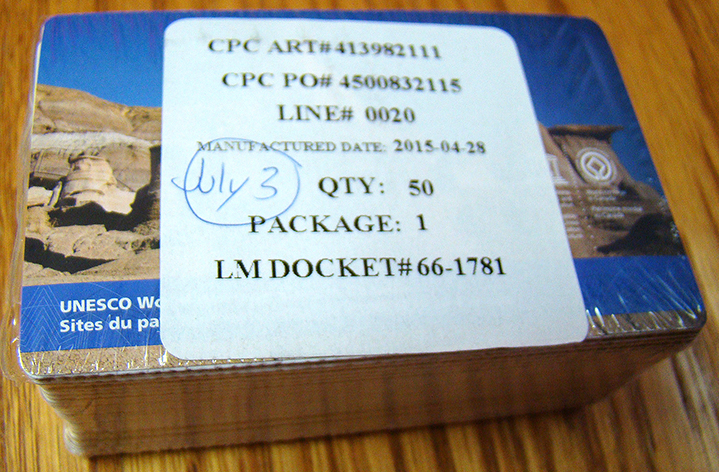 CPC ART#413982111
CPC PO# 4500832115
LINE# 0020
MANUFACTURED DATE: 2015-04-28
July 3
QTY: 50
PACKAGE: 1
LM DOCKET#66-1781
UNESCO Wo
Sites du pa